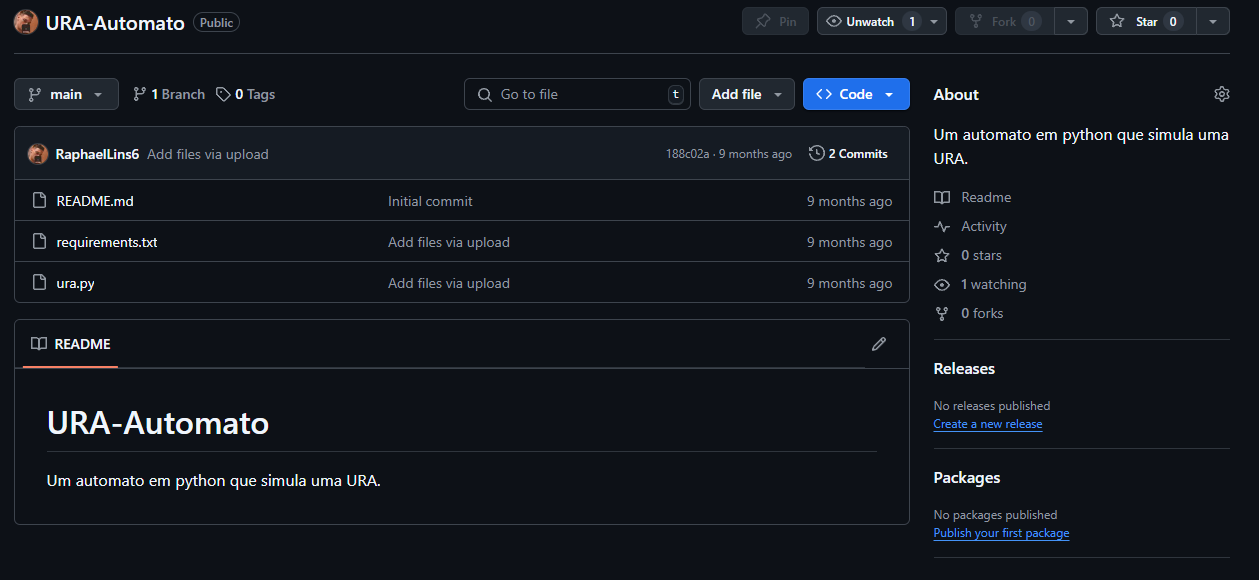 URA-Automato Public Pin Unwatch 1 Fork 0 Star 0
main 1 Branch 0 Tags Go to file t Add file Code
RaphaelLins6 Add files via upload 188c02a · 9 months ago 2 Commits
README.md Initial commit 9 months ago
requirements.txt Add files via upload 9 months ago
ura.py Add files via upload 9 months ago
README
URA-Automato
Um automato em python que simula uma URA.
About
Um automato em python que simula uma
URA.
Readme
Activity
0 stars
1 watching
0 forks
Releases
No releases published
Create a new release
Packages
No packages published
Publish your first package